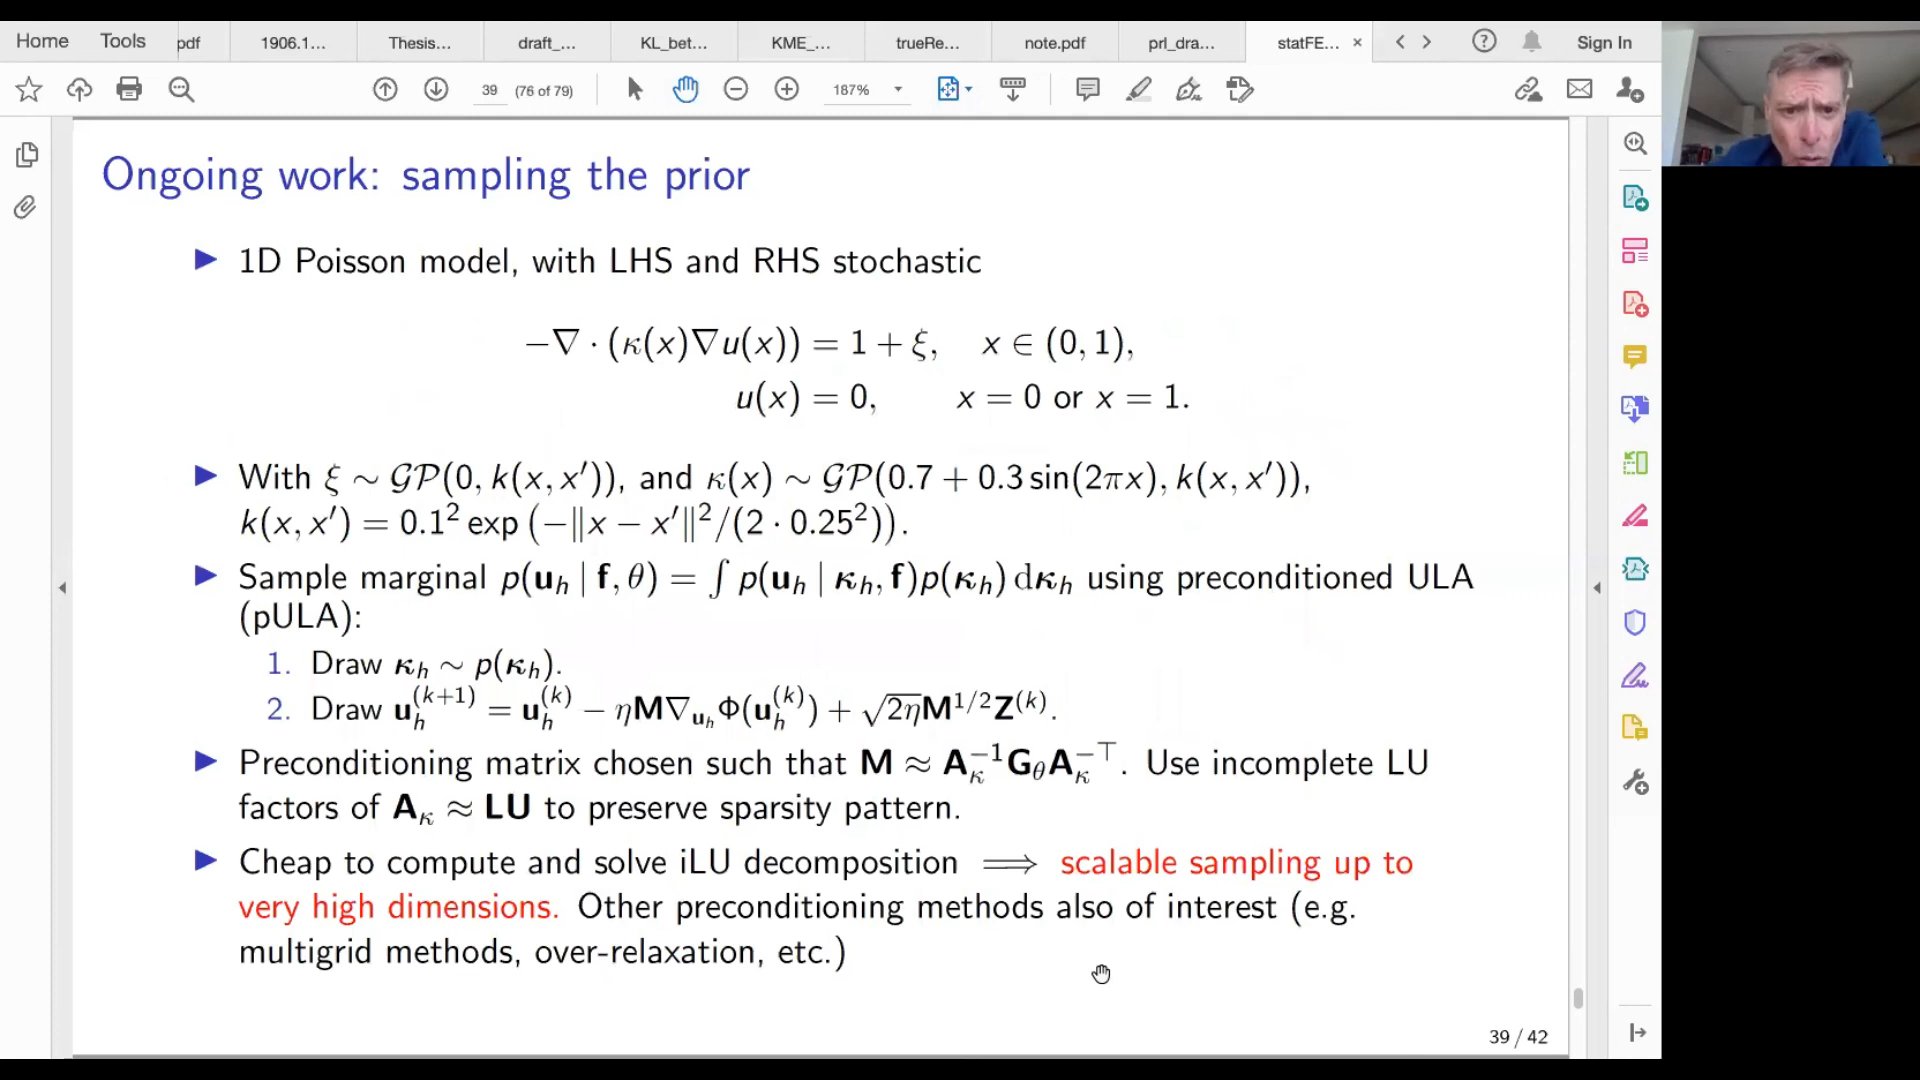 Home Tools pdf 1906.1... Thesis... draft_... KL_bet... KME_... trueRe... note.pdf prl_dra... statFE... × Sign In
39 (76 of 79) 187%
Ongoing work: sampling the prior
▶ 1D Poisson model, with LHS and RHS stochastic
−∇ · (κ(x)∇u(x)) = 1 + ξ, x ∈ (0, 1),
u(x) = 0, x = 0 or x = 1.
▶ With ξ ∼ 𝒢𝒫(0, k(x, x′)), and κ(x) ∼ 𝒢𝒫(0.7 + 0.3 sin(2πx), k(x, x′)),
k(x, x′) = 0.1² exp (−‖x − x′‖²/(2 · 0.25²)).
▶ Sample marginal p(u_h | f, θ) = ∫ p(u_h | κ_h, f)p(κ_h) dκ_h using preconditioned ULA
(pULA):
1. Draw κ_h ∼ p(κ_h).
2. Draw u_h^(k+1) = u_h^(k) − ηM∇_{u_h}Φ(u_h^(k)) + √2η M^{1/2}Z^(k).
▶ Preconditioning matrix chosen such that M ≈ A_κ^{−1}G_θA_κ^{−⊤}. Use incomplete LU
factors of A_κ ≈ LU to preserve sparsity pattern.
▶ Cheap to compute and solve iLU decomposition ⟹ scalable sampling up to
very high dimensions. Other preconditioning methods also of interest (e.g.
multigrid methods, over-relaxation, etc.)
39 / 42